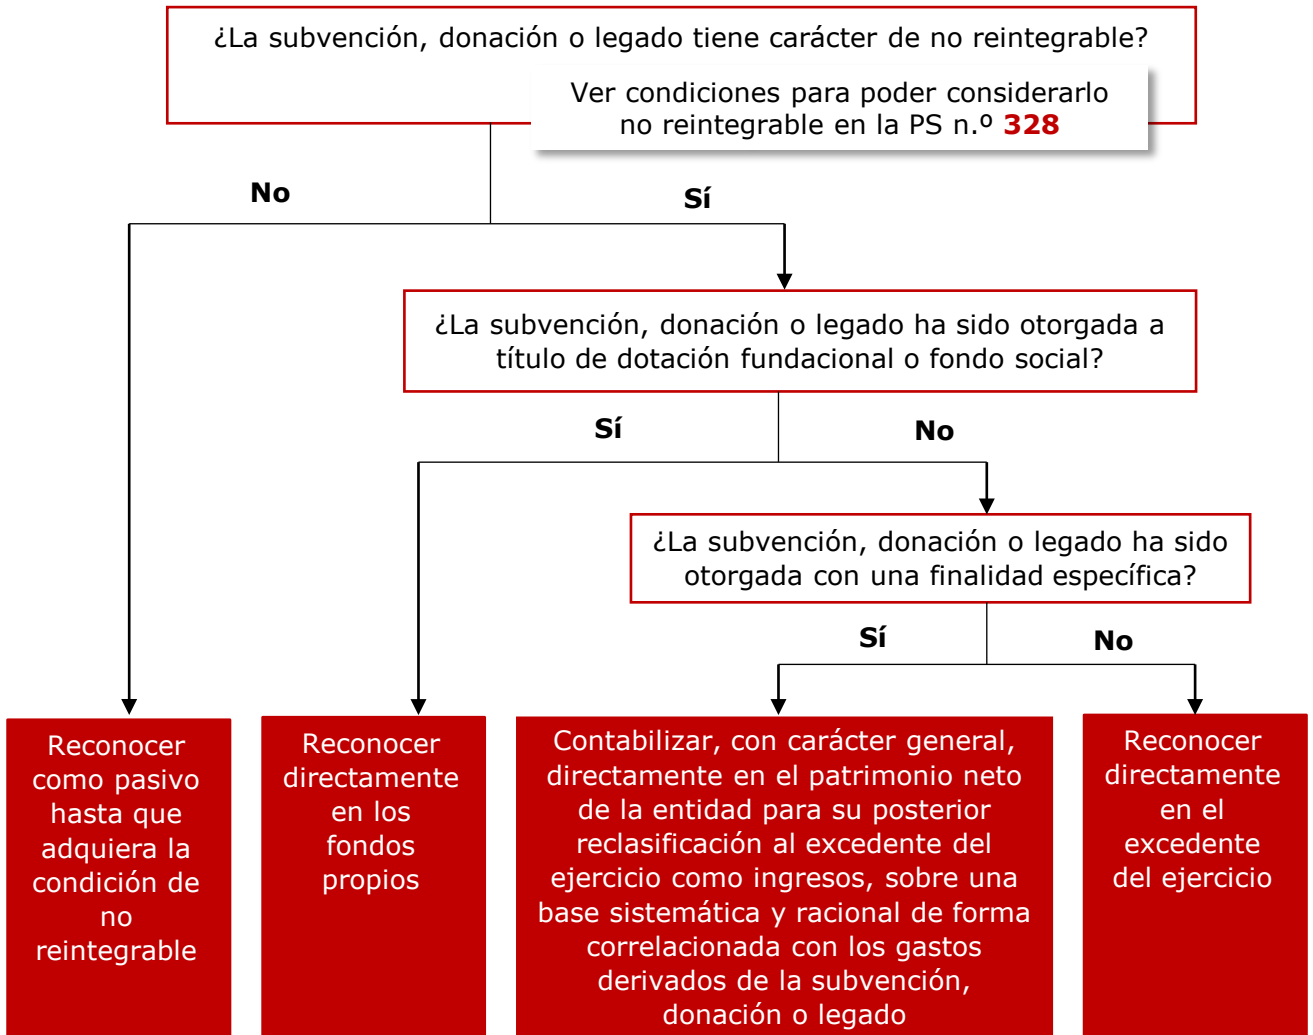 ¿La subvención, donación o legado tiene carácter de no reintegrable?
Ver condiciones para poder considerarlo
no reintegrable en la PS n.º 328
No
Sí
¿La subvención, donación o legado ha sido otorgada a
título de dotación fundacional o fondo social?
Sí
No
¿La subvención, donación o legado ha sido
otorgada con una finalidad específica?
Sí
No
Reconocer
como pasivo
hasta que
adquiera la
condición de
no
reintegrable
Reconocer
directamente
en los
fondos
propios
Contabilizar, con carácter general,
directamente en el patrimonio neto
de la entidad para su posterior
reclasificación al excedente del
ejercicio como ingresos, sobre una
base sistemática y racional de forma
correlacionada con los gastos
derivados de la subvención,
donación o legado
Reconocer
directamente
en el
excedente
del ejercicio